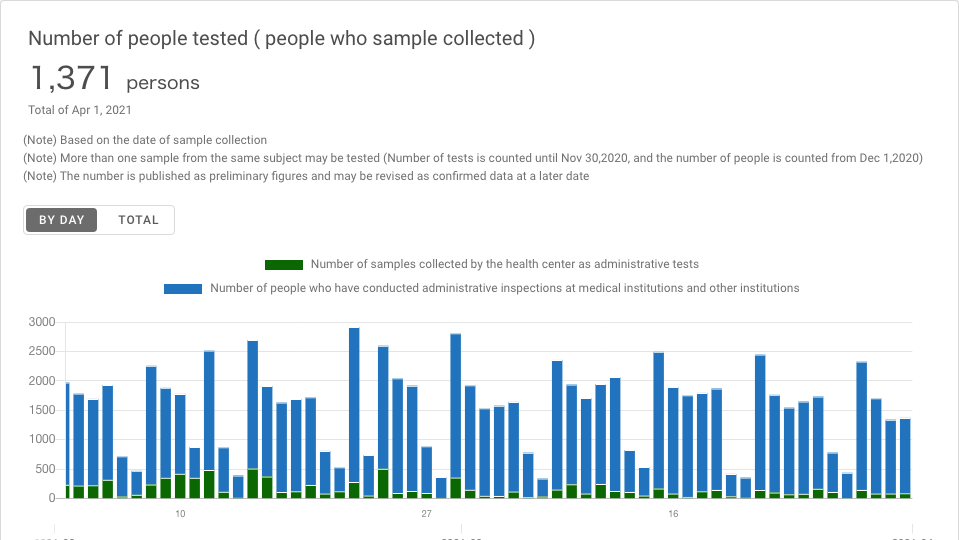 Number of people tested ( people who sample collected )
1,371 persons
Total of Apr 1, 2021
(Note) Based on the date of sample collection
(Note) More than one sample from the same subject may be tested (Number of tests is counted until Nov 30,2020, and the number of people is counted from Dec 1,2020)
(Note) The number is published as preliminary figures and may be revised as confirmed data at a later date
BY DAY TOTAL
Number of samples collected by the health center as administrative tests
Number of people who have conducted administrative inspections at medical institutions and other institutions
3000
2500
2000
1500
1000
500
0
10 27 16